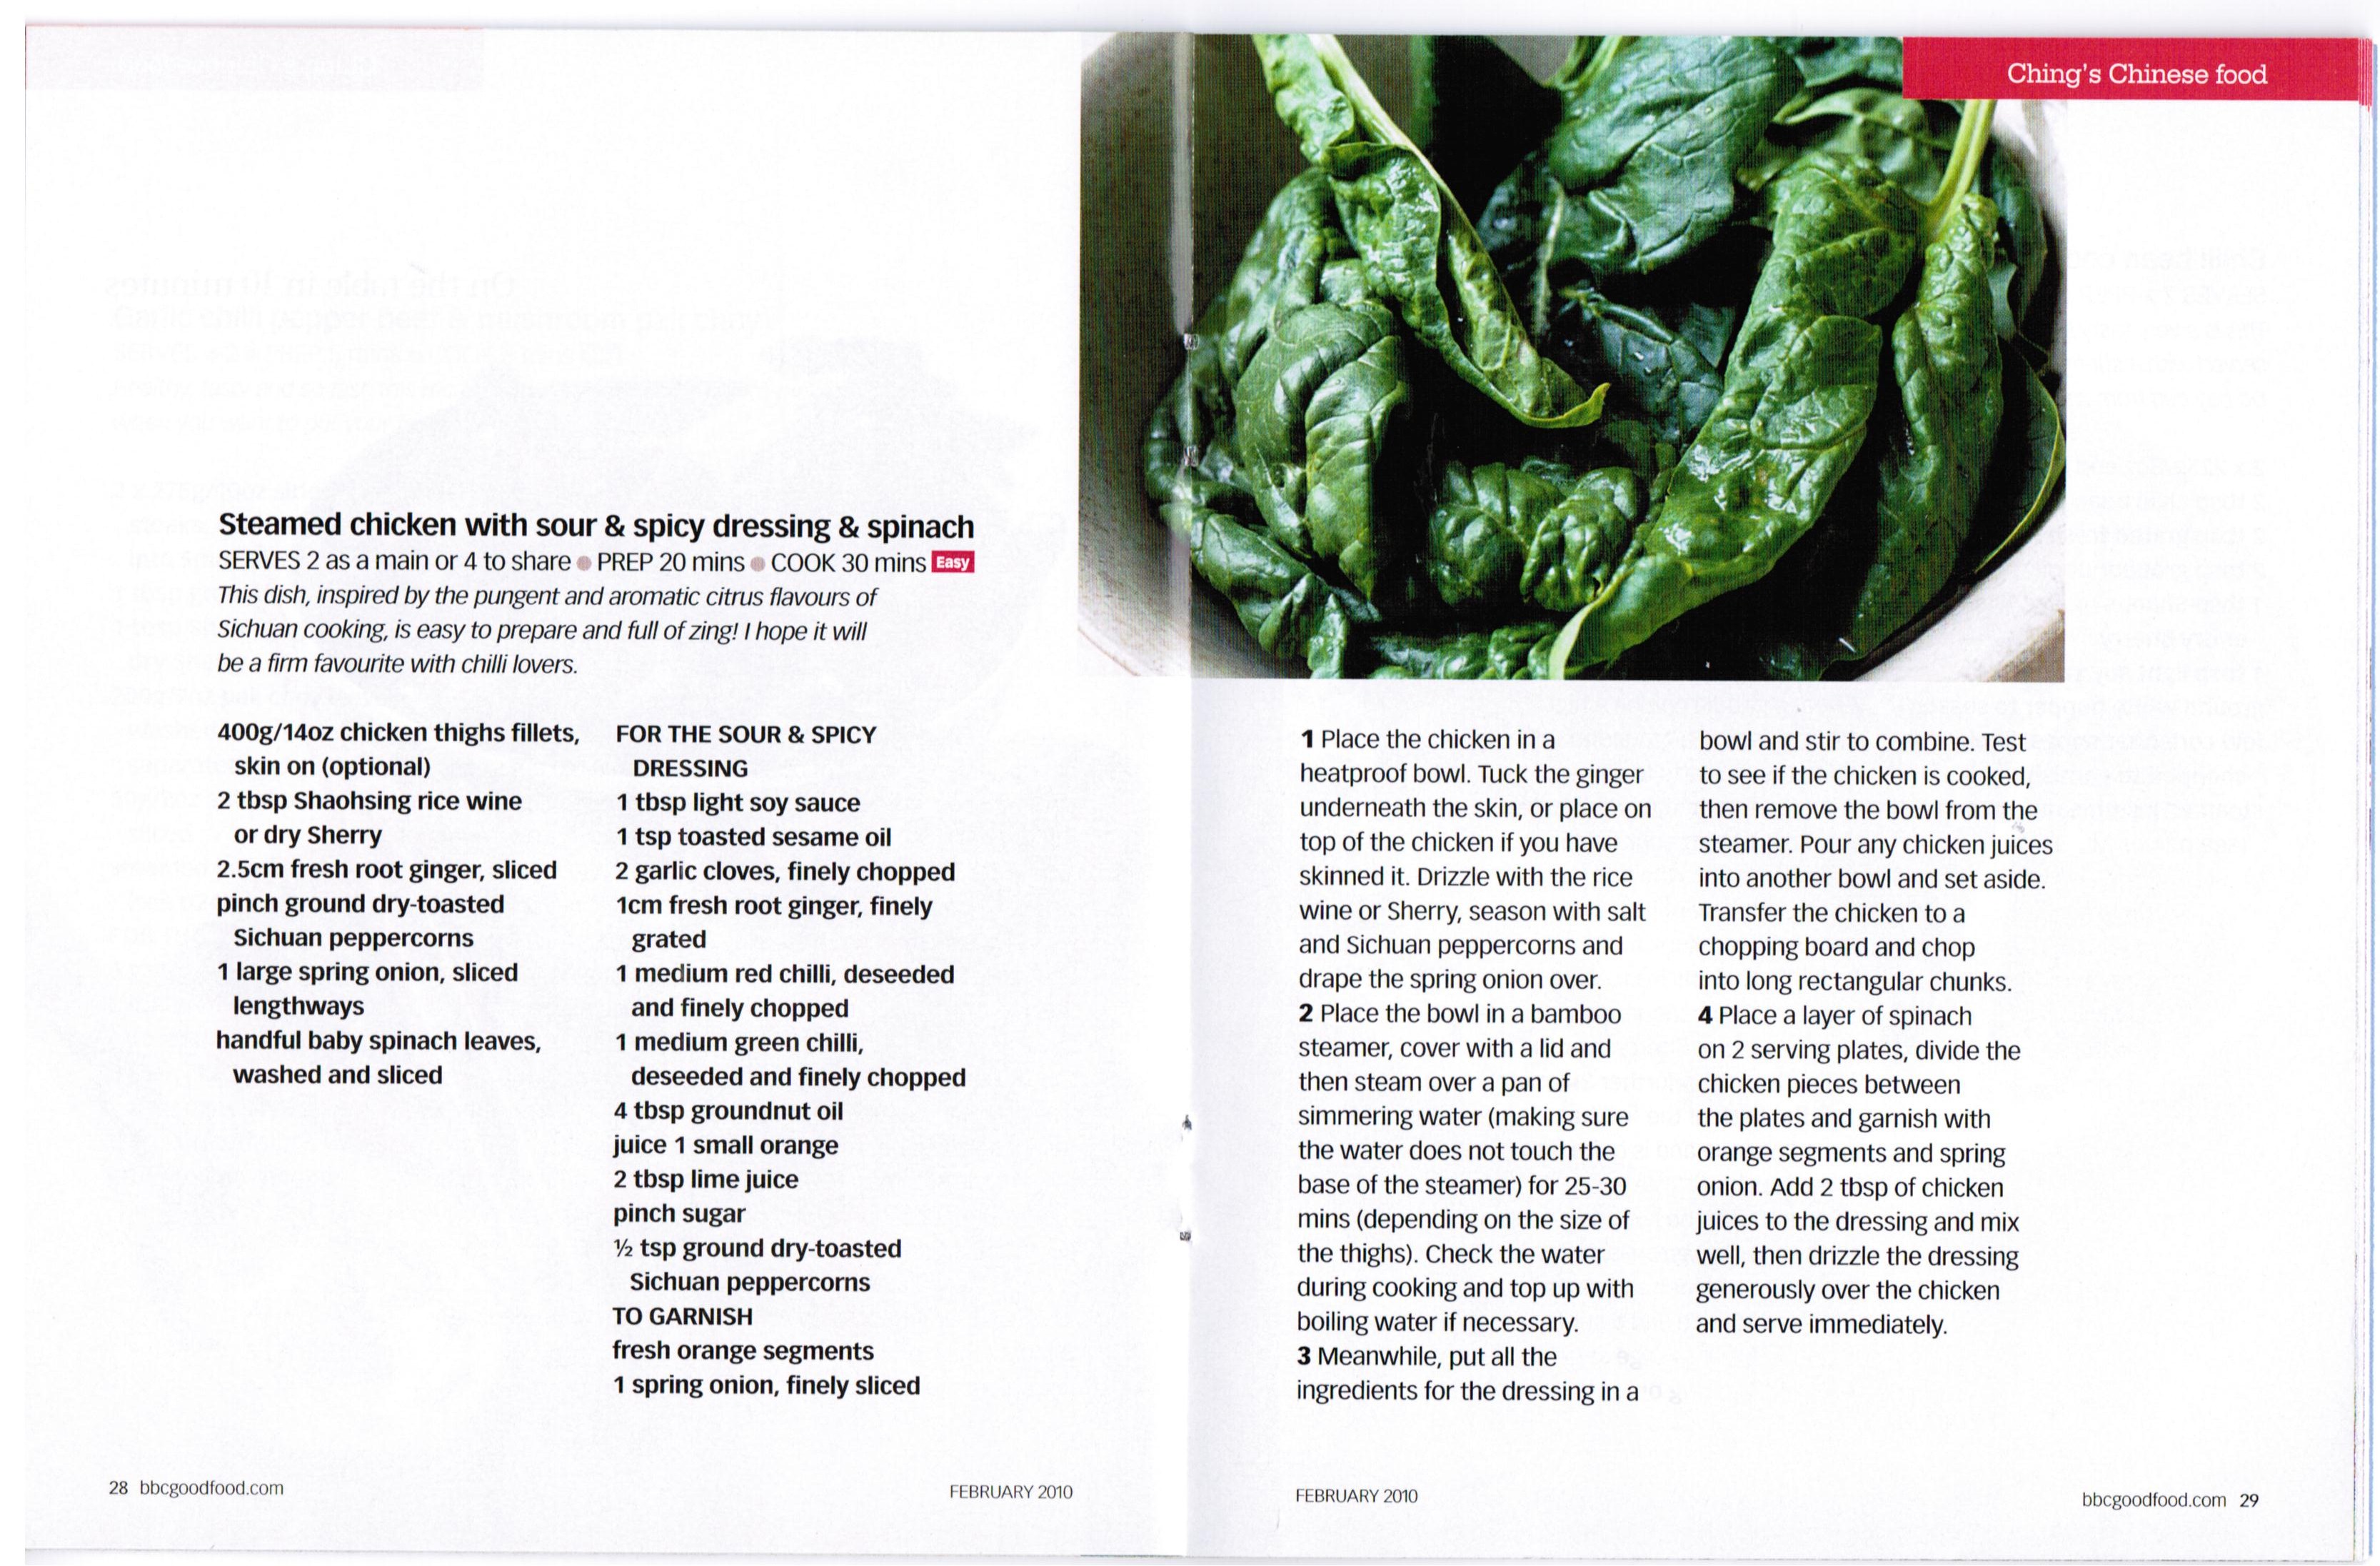 Ching's Chinese food
Steamed chicken with sour & spicy dressing & spinach
SERVES 2 as a main or 4 to share ● PREP 20 mins ● COOK 30 mins Easy
This dish, inspired by the pungent and aromatic citrus flavours of
Sichuan cooking, is easy to prepare and full of zing! I hope it will
be a firm favourite with chilli lovers.
400g/14oz chicken thighs fillets,
skin on (optional)
2 tbsp Shaohsing rice wine
or dry Sherry
2.5cm fresh root ginger, sliced
pinch ground dry-toasted
Sichuan peppercorns
1 large spring onion, sliced
lengthways
handful baby spinach leaves,
washed and sliced
FOR THE SOUR & SPICY
DRESSING
1 tbsp light soy sauce
1 tsp toasted sesame oil
2 garlic cloves, finely chopped
1cm fresh root ginger, finely
grated
1 medium red chilli, deseeded
and finely chopped
1 medium green chilli,
deseeded and finely chopped
4 tbsp groundnut oil
juice 1 small orange
2 tbsp lime juice
pinch sugar
½ tsp ground dry-toasted
Sichuan peppercorns
TO GARNISH
fresh orange segments
1 spring onion, finely sliced
28 bbcgoodfood.com
FEBRUARY 2010
1 Place the chicken in a
heatproof bowl. Tuck the ginger
underneath the skin, or place on
top of the chicken if you have
skinned it. Drizzle with the rice
wine or Sherry, season with salt
and Sichuan peppercorns and
drape the spring onion over.
2 Place the bowl in a bamboo
steamer, cover with a lid and
then steam over a pan of
simmering water (making sure
the water does not touch the
base of the steamer) for 25-30
mins (depending on the size of
the thighs). Check the water
during cooking and top up with
boiling water if necessary.
3 Meanwhile, put all the
ingredients for the dressing in a
bowl and stir to combine. Test
to see if the chicken is cooked,
then remove the bowl from the
steamer. Pour any chicken juices
into another bowl and set aside.
Transfer the chicken to a
chopping board and chop
into long rectangular chunks.
4 Place a layer of spinach
on 2 serving plates, divide the
chicken pieces between
the plates and garnish with
orange segments and spring
onion. Add 2 tbsp of chicken
juices to the dressing and mix
well, then drizzle the dressing
generously over the chicken
and serve immediately.
FEBRUARY 2010
bbcgoodfood.com 29